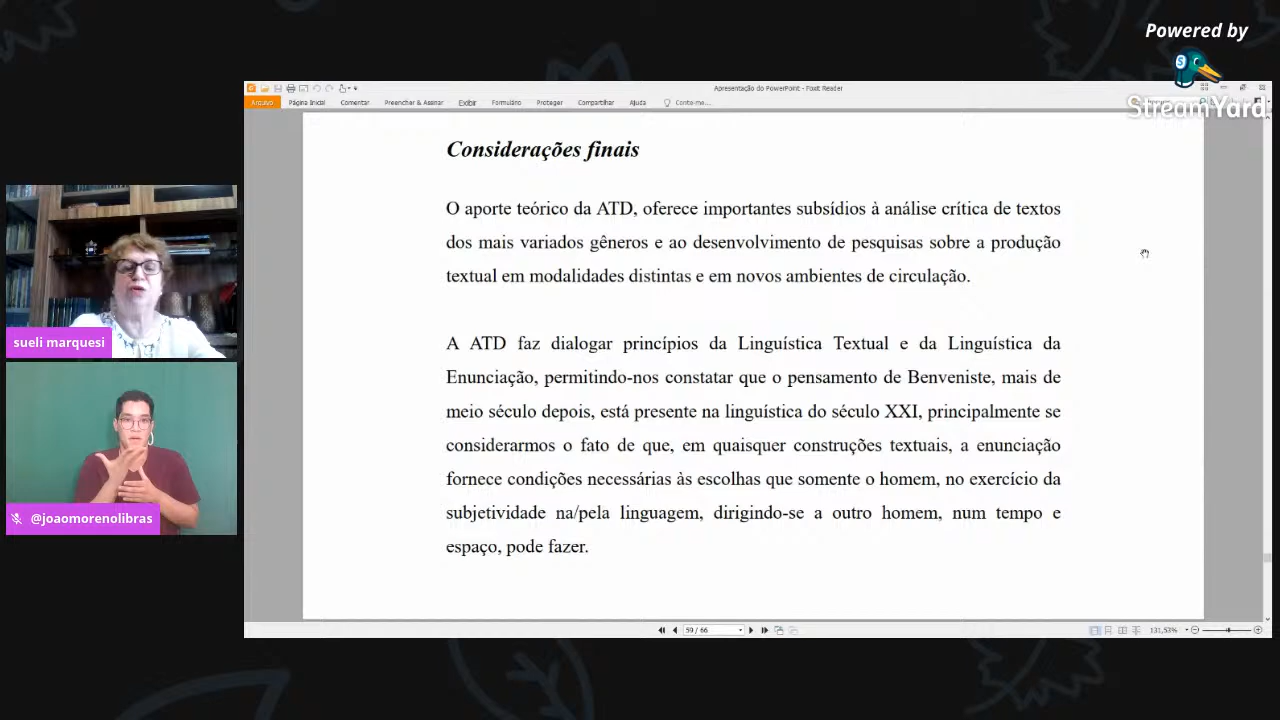 Powered by
StreamYard
Apresentação do PowerPoint - Foxit Reader
Arquivo Página Inicial Comentar Preencher & Assinar Exibir Formulário Proteger Compartilhar Ajuda Conte-me...
Considerações finais
O aporte teórico da ATD, oferece importantes subsídios à análise crítica de textos
dos mais variados gêneros e ao desenvolvimento de pesquisas sobre a produção
textual em modalidades distintas e em novos ambientes de circulação.
A ATD faz dialogar princípios da Linguística Textual e da Linguística da
Enunciação, permitindo-nos constatar que o pensamento de Benveniste, mais de
meio século depois, está presente na linguística do século XXI, principalmente se
considerarmos o fato de que, em quaisquer construções textuais, a enunciação
fornece condições necessárias às escolhas que somente o homem, no exercício da
subjetividade na/pela linguagem, dirigindo-se a outro homem, num tempo e
espaço, pode fazer.
sueli marquesi
@joaomorenolibras
59 / 66
131,53%